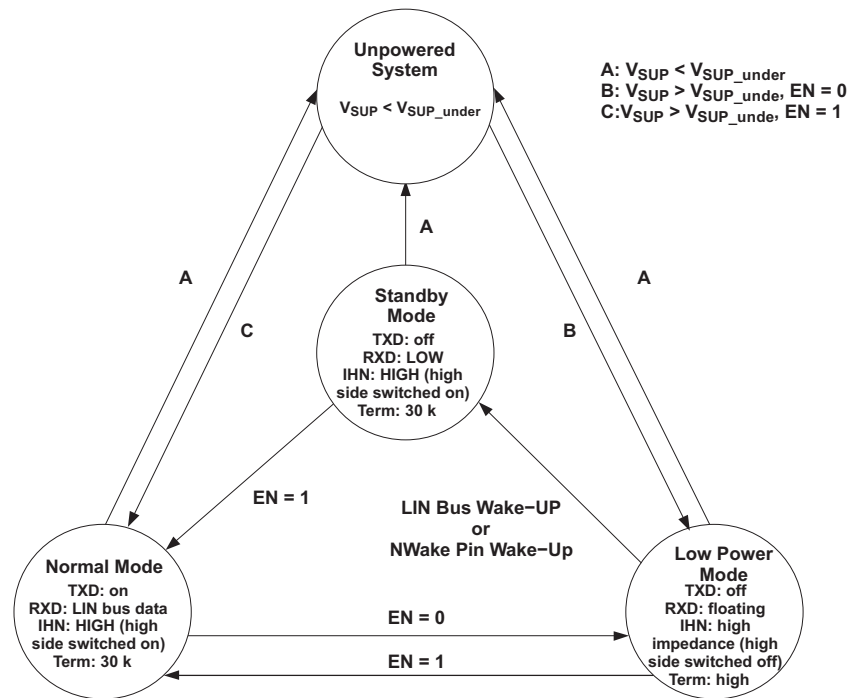 Unpowered
System
VSUP < VSUP_under
A: VSUP < VSUP_under
B: VSUP > VSUP_unde, EN = 0
C:VSUP > VSUP_unde, EN = 1
A
A
A
C
B
Standby
Mode
TXD: off
RXD: LOW
IHN: HIGH (high
side switched on)
Term: 30 k
EN = 1
LIN Bus Wake−UP
or
NWake Pin Wake−Up
Normal Mode
TXD: on
RXD: LIN bus data
IHN: HIGH (high
side switched on)
Term: 30 k
EN = 0
EN = 1
Low Power
Mode
TXD: off
RXD: floating
IHN: high
impedance (high
side switched off)
Term: high